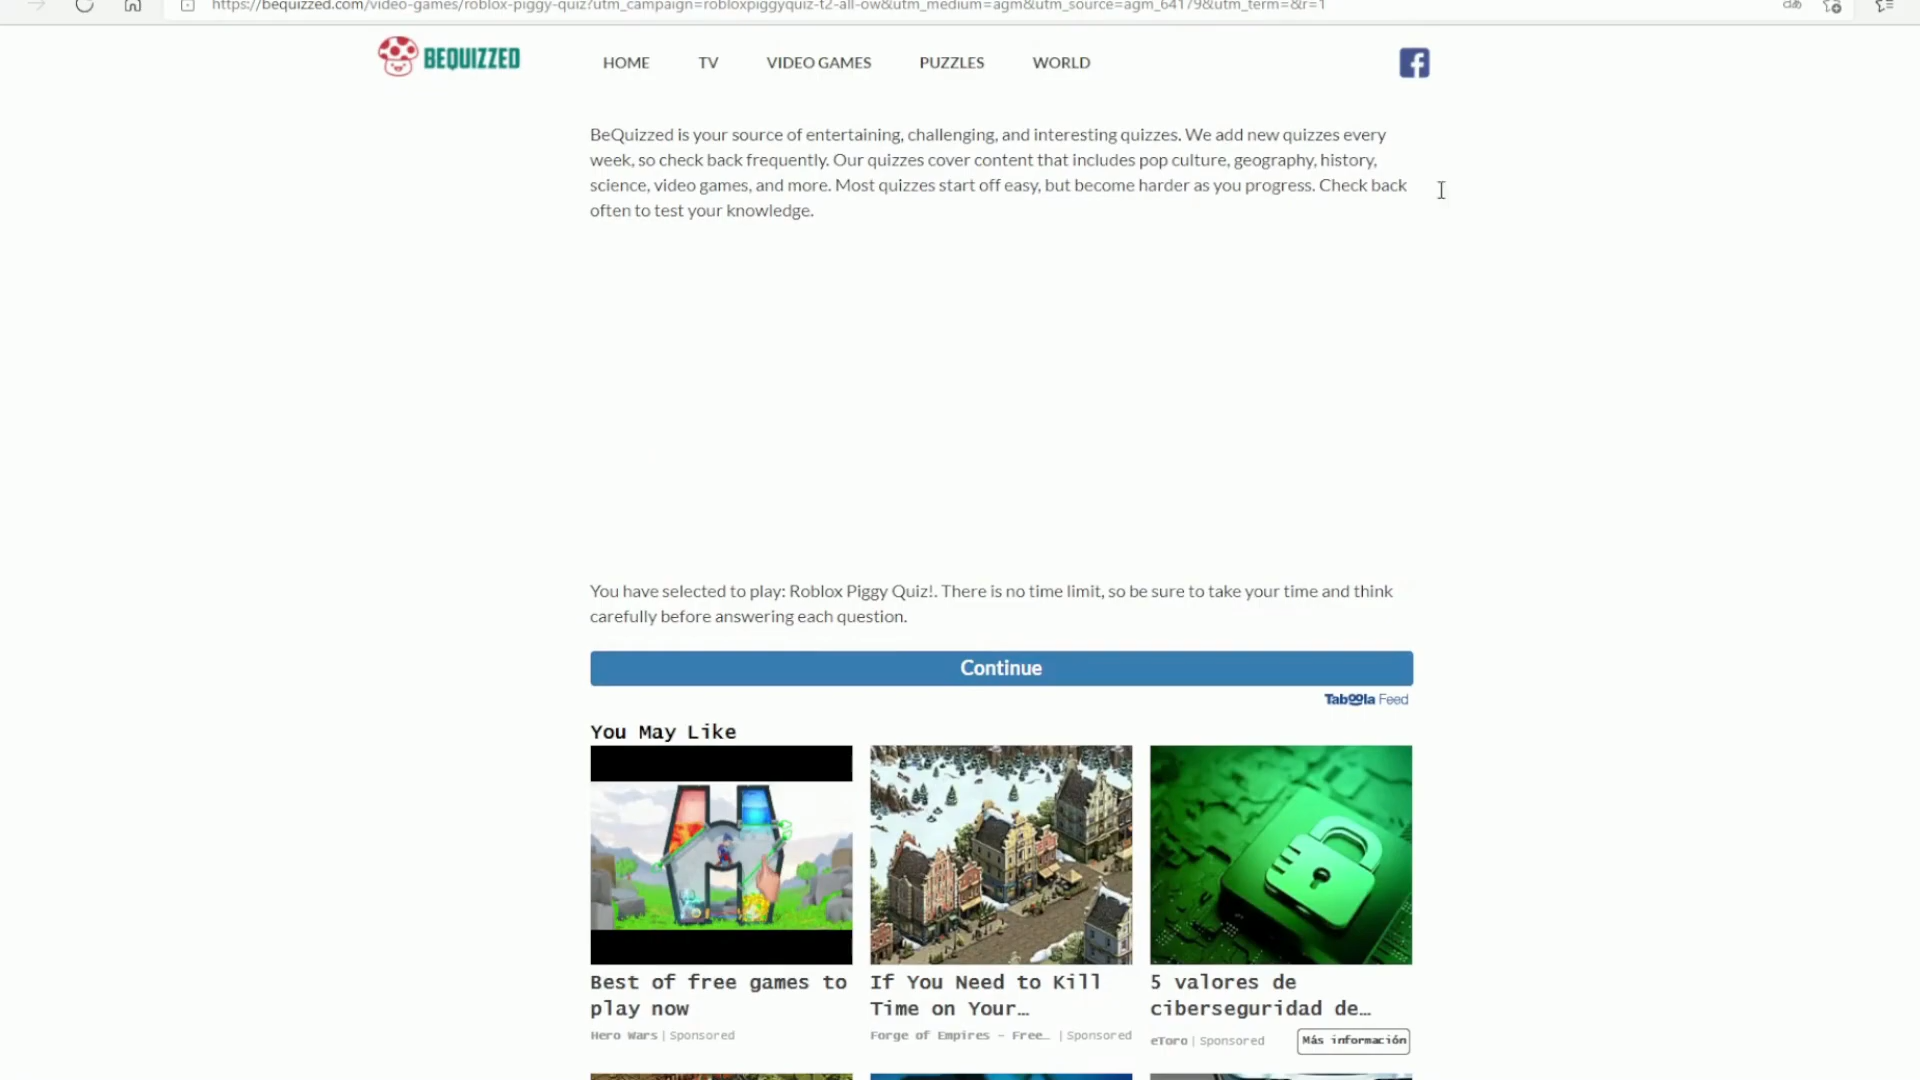 https://bequizzed.com/video-games/roblox-piggy-quiz?utm_campaign=robloxpiggyquiz-t2-all-ow&utm_medium=agm&utm_source=agm_64179&utm_term=&r=1
BEQUIZZED HOME TV VIDEO GAMES PUZZLES WORLD
BeQuizzed is your source of entertaining, challenging, and interesting quizzes. We add new quizzes every
week, so check back frequently. Our quizzes cover content that includes pop culture, geography, history,
science, video games, and more. Most quizzes start off easy, but become harder as you progress. Check back
often to test your knowledge.
You have selected to play: Roblox Piggy Quiz!. There is no time limit, so be sure to take your time and think
carefully before answering each question.
Continue
Taboola Feed
You May Like
Best of free games to
play now
Hero Wars | Sponsored
If You Need to Kill
Time on Your…
Forge of Empires - Free… | Sponsored
5 valores de
ciberseguridad de…
eToro | Sponsored
Más información